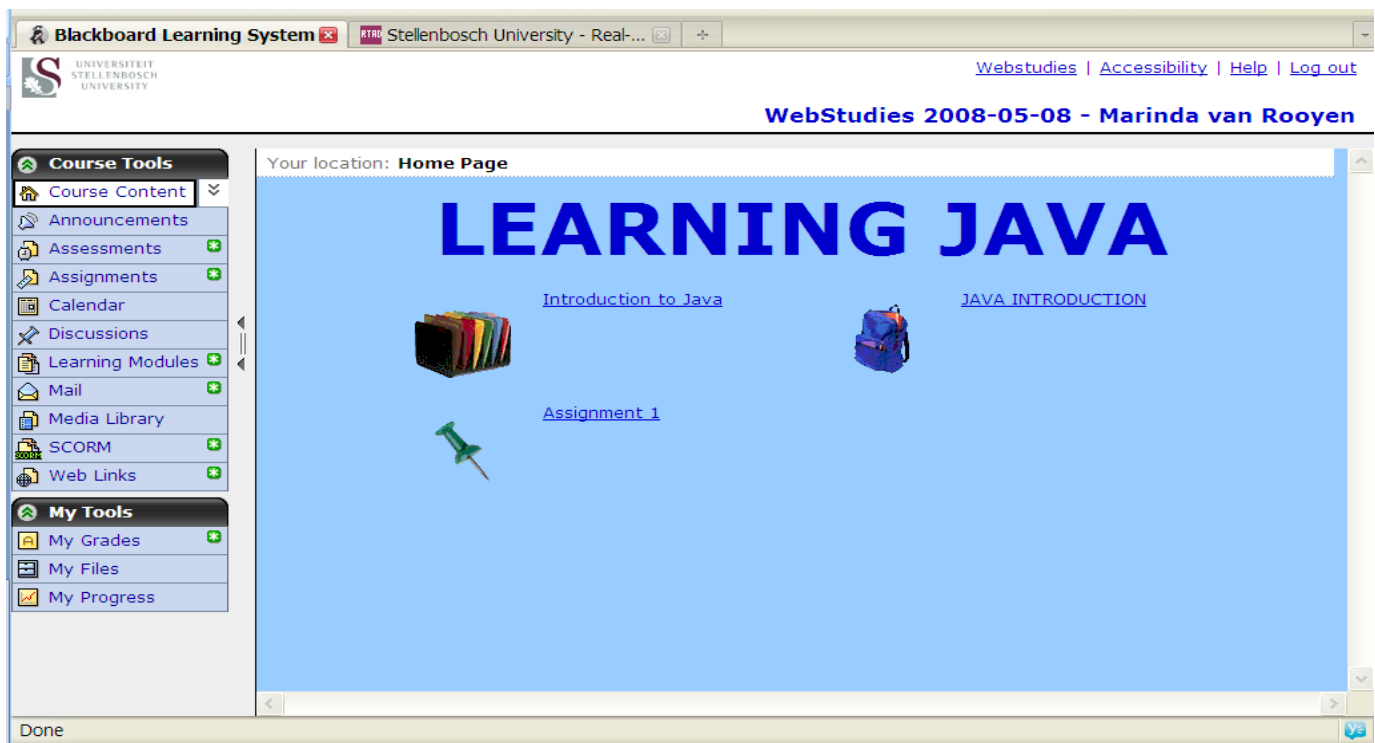 Blackboard Learning System
RTAD Stellenbosch University - Real-...
UNIVERSITEIT
STELLENBOSCH
UNIVERSITY
Webstudies | Accessibility | Help | Log out
WebStudies 2008-05-08 - Marinda van Rooyen
Course Tools
Course Content
Announcements
Assessments
Assignments
Calendar
Discussions
Learning Modules
Mail
Media Library
SCORM
SCORM
Web Links
My Tools
A My Grades
My Files
My Progress
Your location: Home Page
LEARNING JAVA
Introduction to Java
JAVA INTRODUCTION
Assignment 1
Done